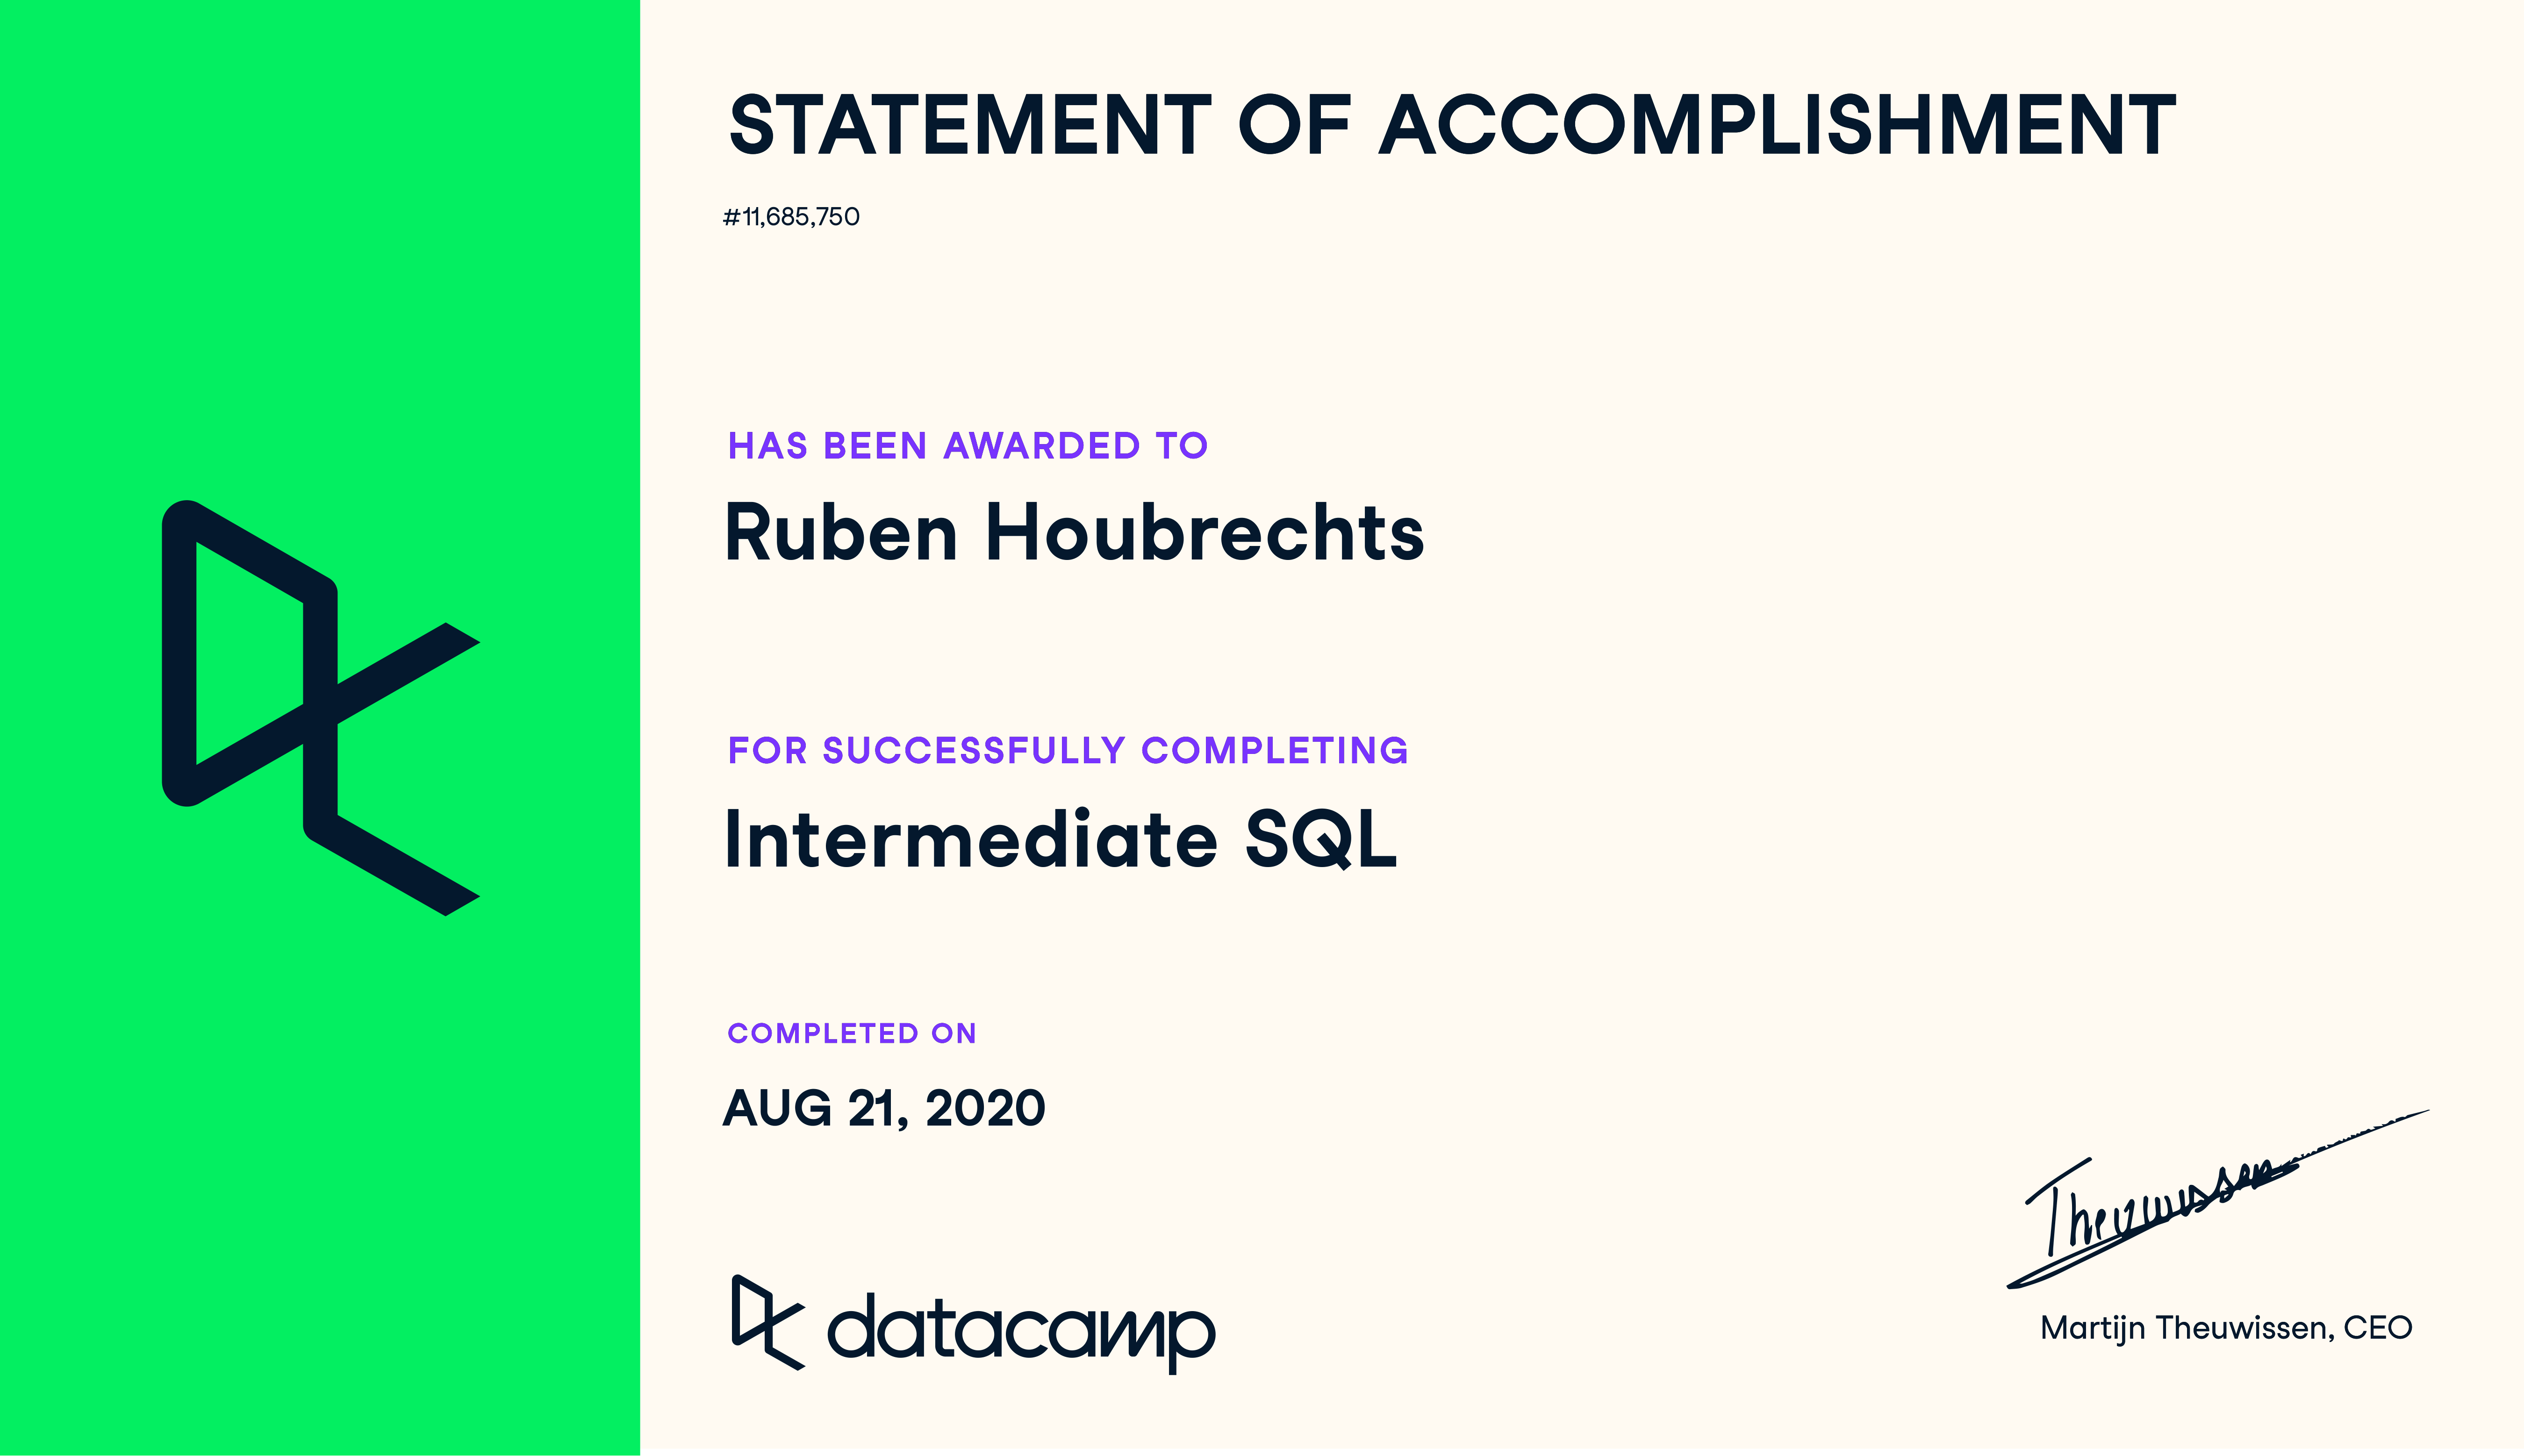 STATEMENT OF ACCOMPLISHMENT
#11,685,750
HAS BEEN AWARDED TO
Ruben Houbrechts
FOR SUCCESSFULLY COMPLETING
Intermediate SQL
COMPLETED ON
AUG 21, 2020
Theuwissen
datacamp
Martijn Theuwissen, CEO